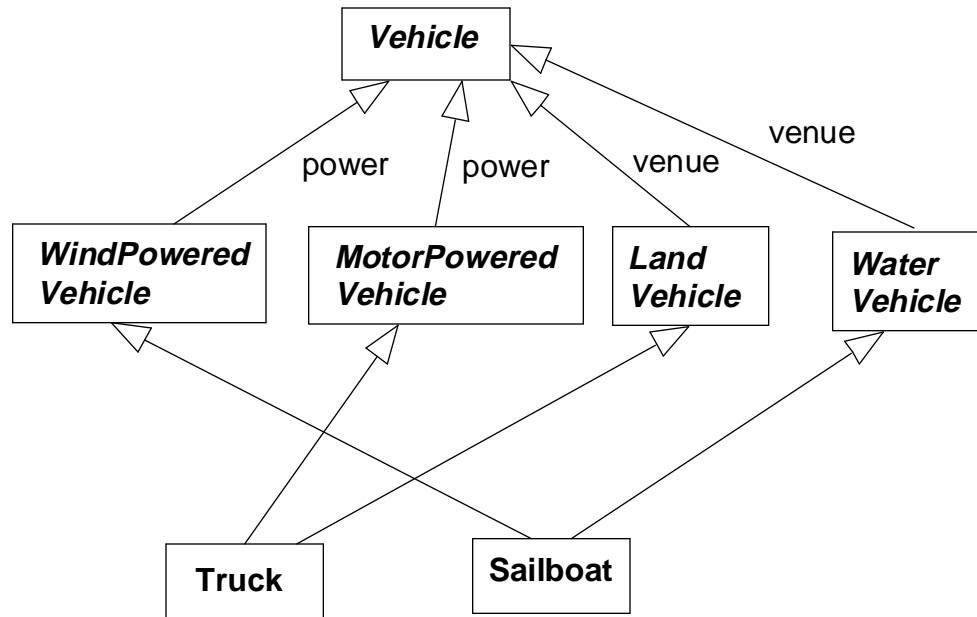 Vehicle
venue
power
power
venue
WindPowered
Vehicle
MotorPowered
Vehicle
Land
Vehicle
Water
Vehicle
Truck
Sailboat